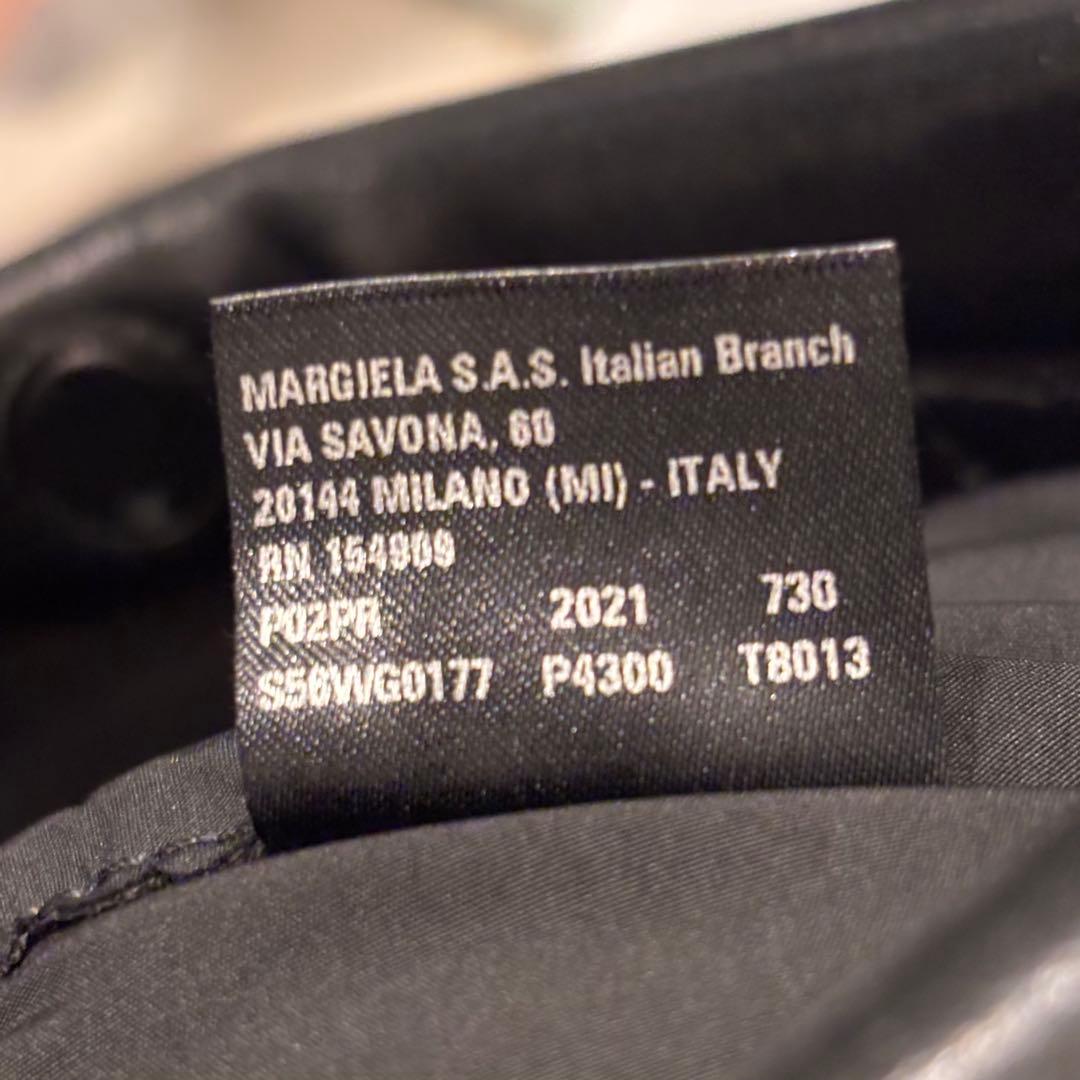 MARGIELA S.A.S. Italian Branch
VIA SAVONA, 60
20144 MILANO (MI) - ITALY
RN 154909
P02PR 2021 730
S56WG0177 P4300 T8013